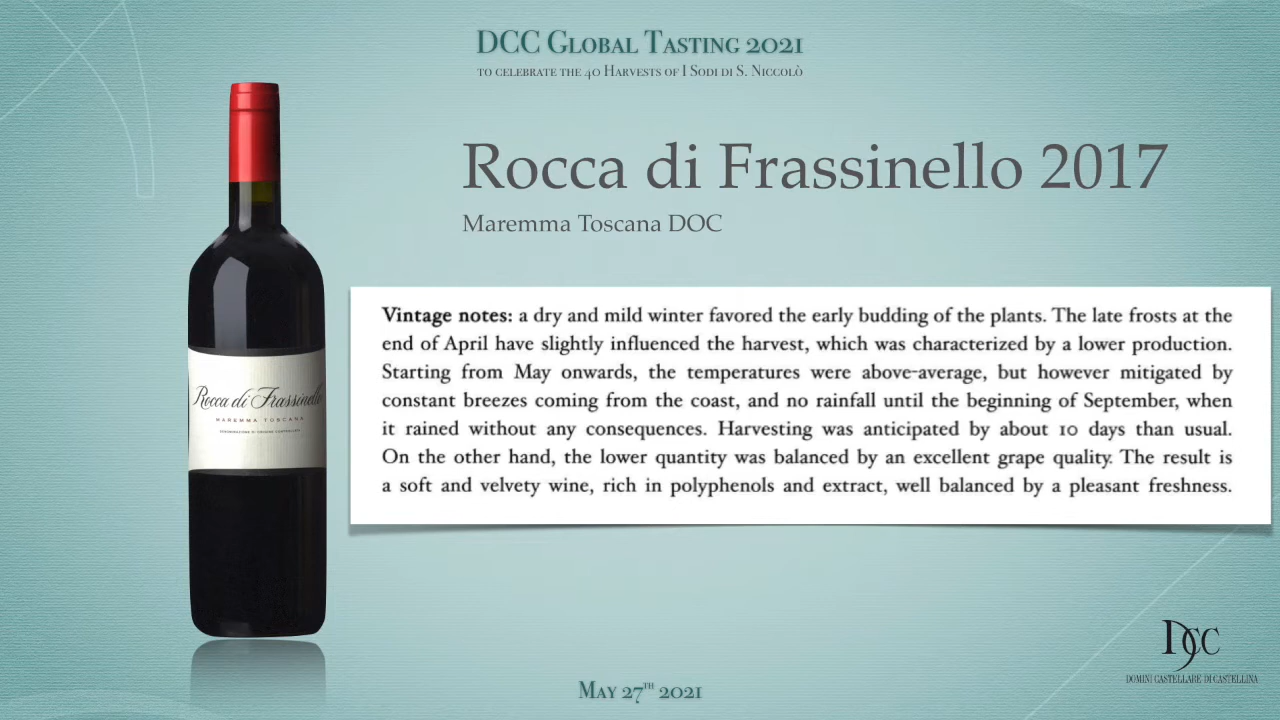 DCC Global Tasting 2021
to celebrate the 40 Harvests of I Sodi di S. Niccolò
Rocca di Frassinello 2017
Maremma Toscana DOC
Vintage notes: a dry and mild winter favored the early budding of the plants. The late frosts at the
end of April have slightly influenced the harvest, which was characterized by a lower production.
Starting from May onwards, the temperatures were above-average, but however mitigated by
constant breezes coming from the coast, and no rainfall until the beginning of September, when
it rained without any consequences. Harvesting was anticipated by about 10 days than usual.
On the other hand, the lower quantity was balanced by an excellent grape quality. The result is
a soft and velvety wine, rich in polyphenols and extract, well balanced by a pleasant freshness.
Rocca di Frassinello
MAREMMA TOSCANA
DCC
DOMINI CASTELLARE DI CASTELLINA
May 27th 2021